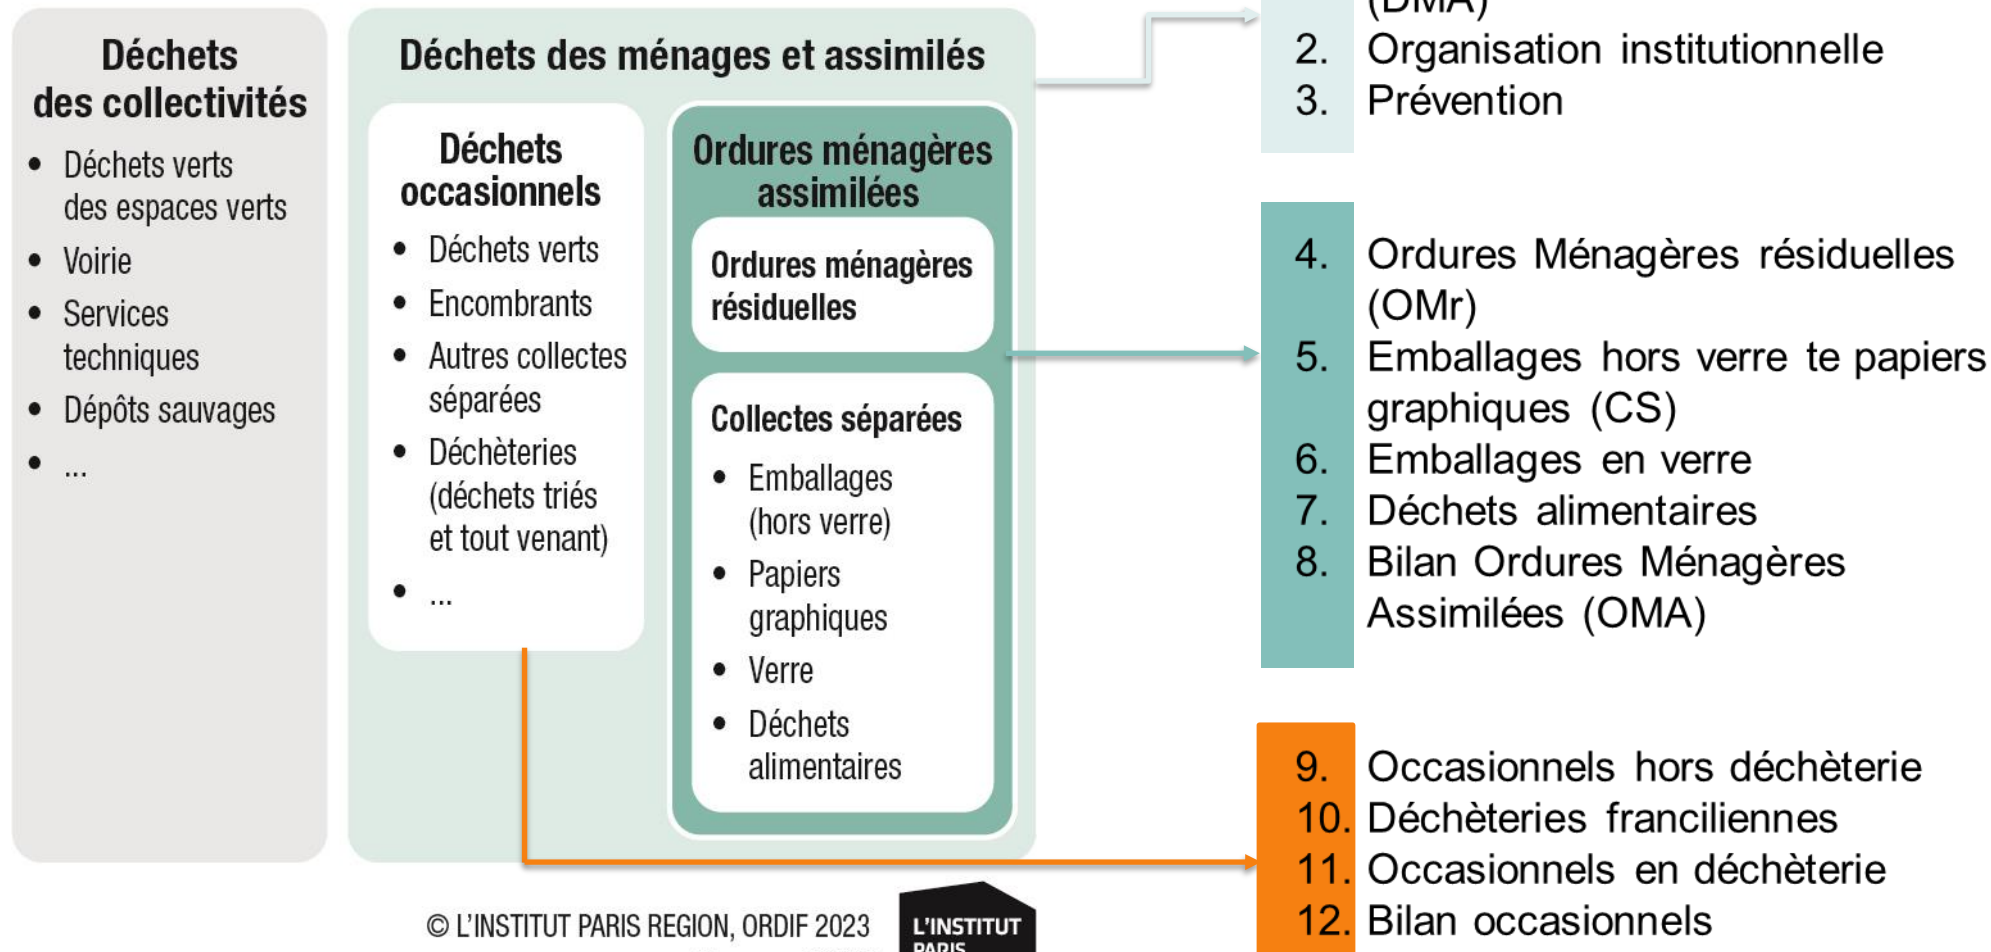 Déchets
des collectivités
• Déchets verts
des espaces verts
• Voirie
• Services
techniques
• Dépôts sauvages
• ...
Déchets des ménages et assimilés
Déchets
occasionnels
• Déchets verts
• Encombrants
• Autres collectes
séparées
• Déchèteries
(déchets triés
et tout venant)
• ...
Ordures ménagères
assimilées
Ordures ménagères
résiduelles
Collectes séparées
• Emballages
(hors verre)
• Papiers
graphiques
• Verre
• Déchets
alimentaires
© L'INSTITUT PARIS REGION, ORDIF 2023
L'INSTITUT
PARIS
(DMA)
2. Organisation institutionnelle
3. Prévention
4. Ordures Ménagères résiduelles
(OMr)
5. Emballages hors verre te papiers
graphiques (CS)
6. Emballages en verre
7. Déchets alimentaires
8. Bilan Ordures Ménagères
Assimilées (OMA)
9. Occasionnels hors déchèterie
10. Déchèteries franciliennes
11. Occasionnels en déchèterie
12. Bilan occasionnels